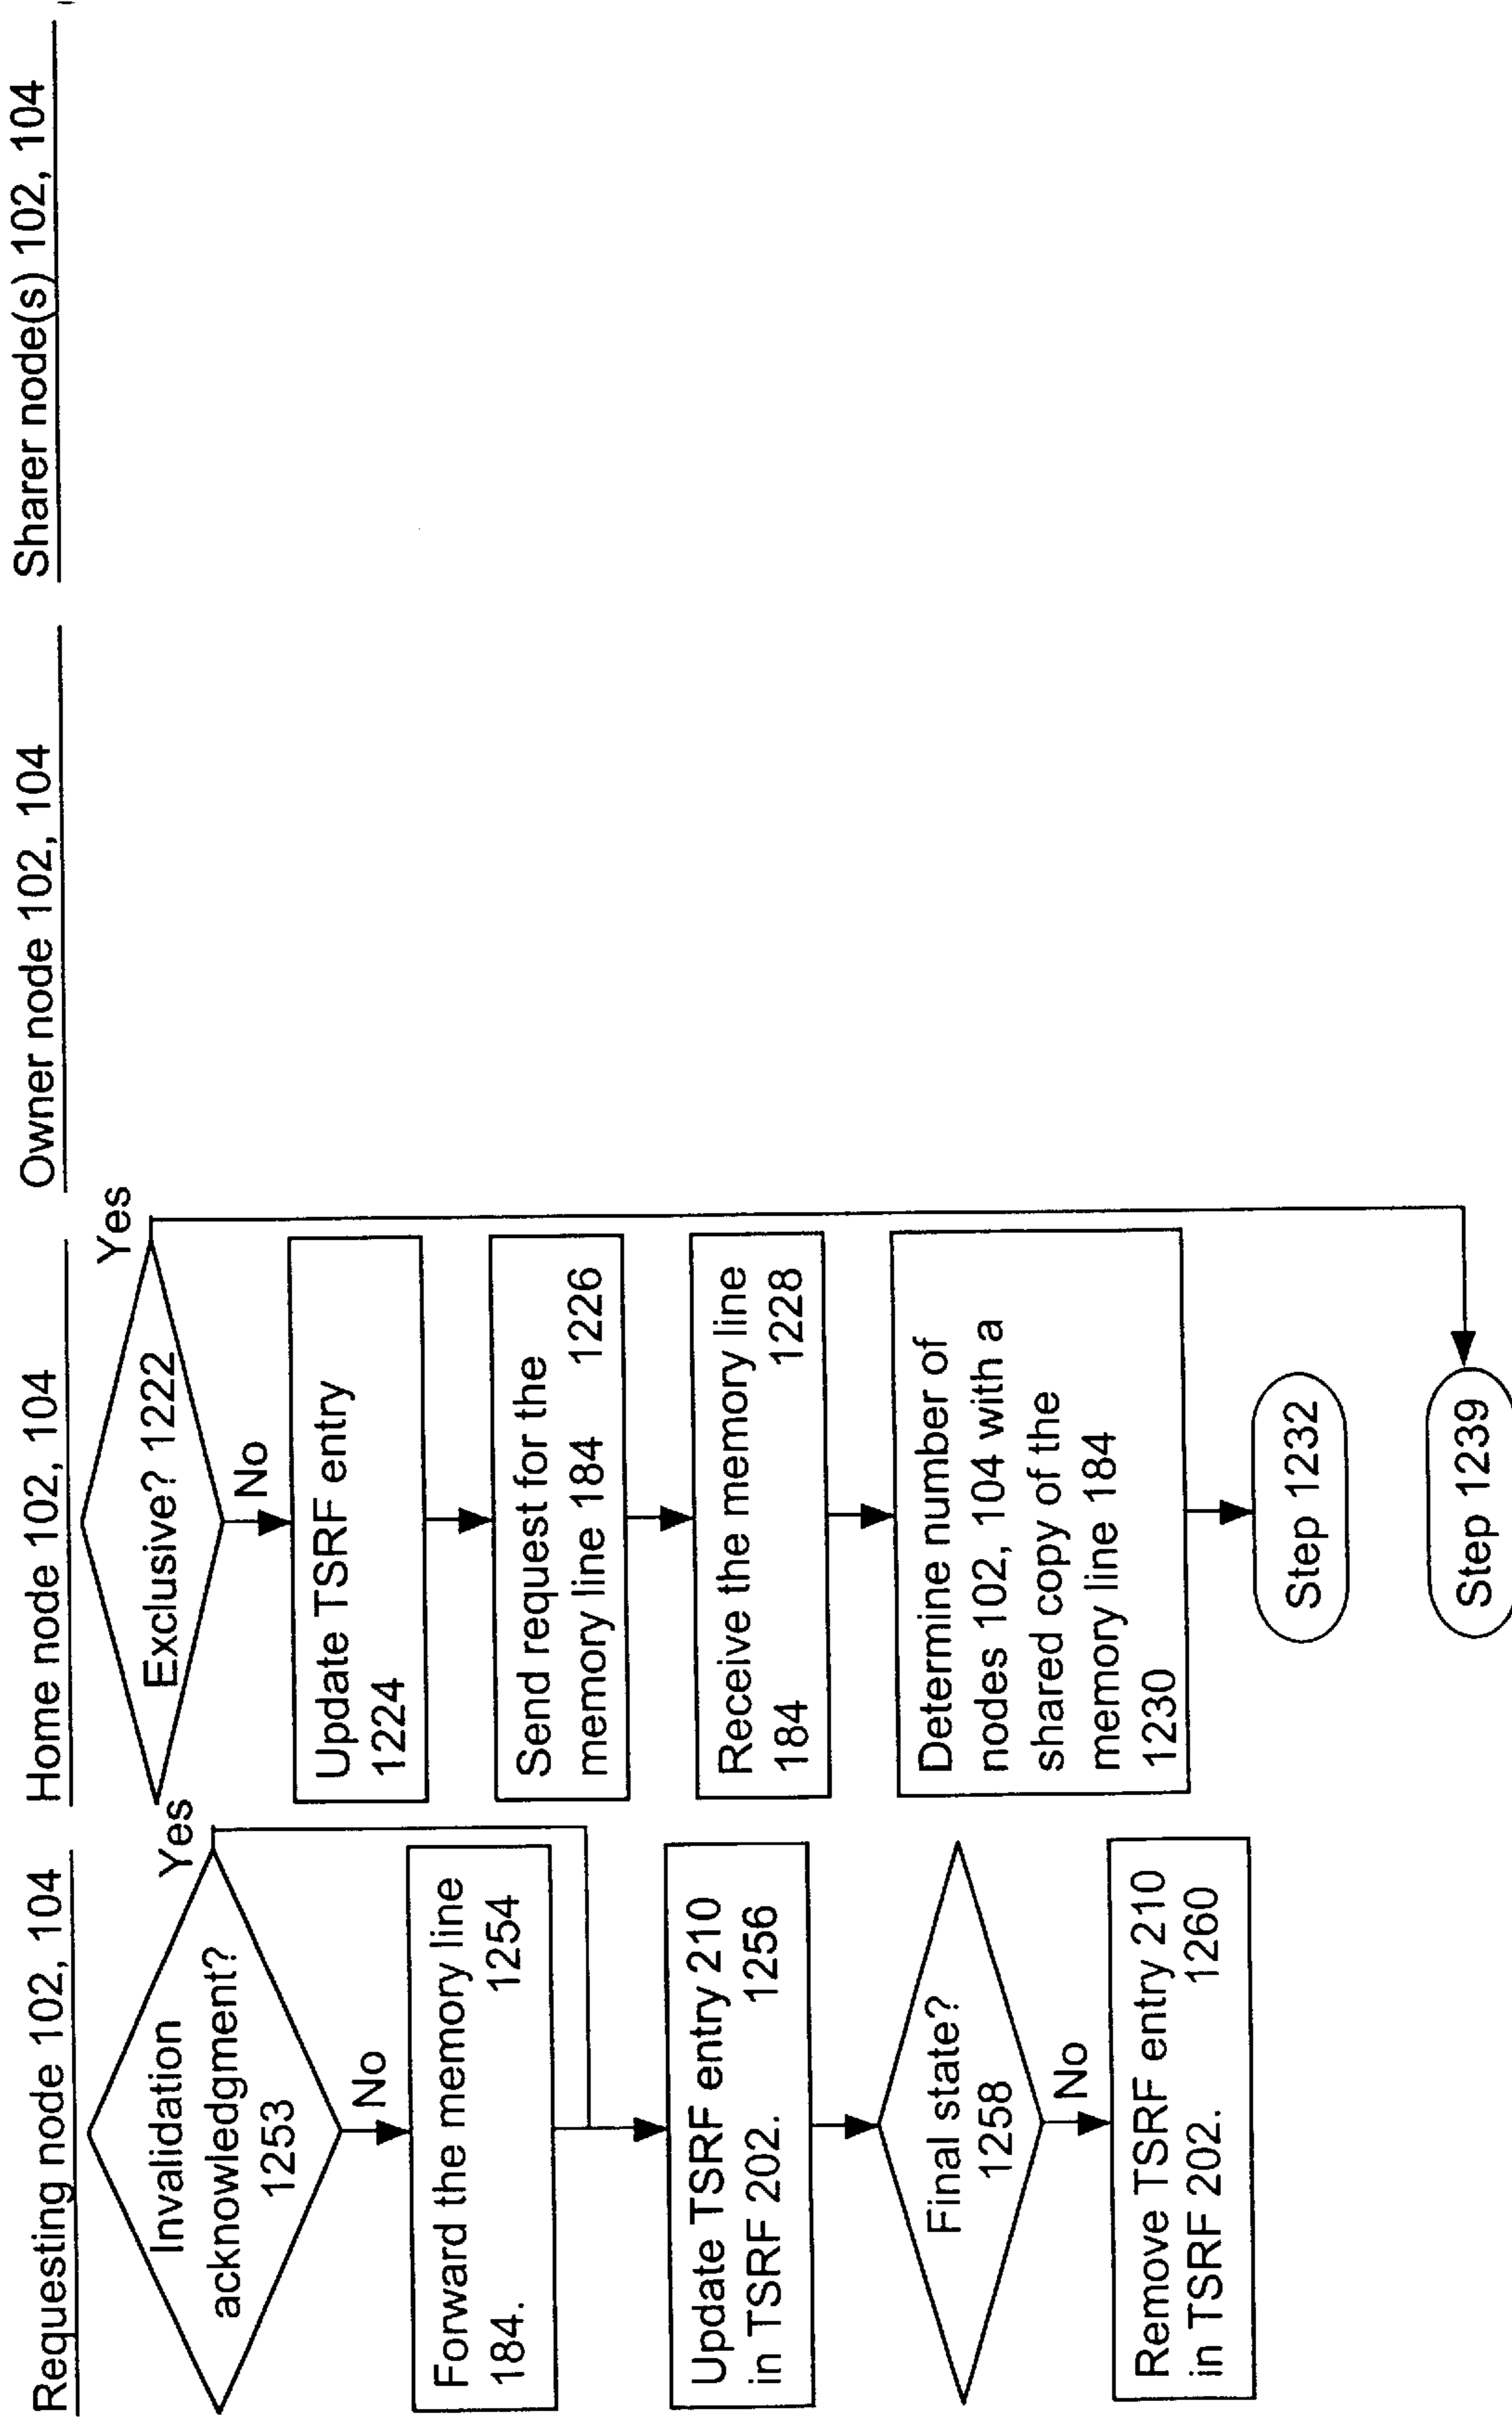 Requesting node 102, 104
Home node 102, 104
Owner node 102, 104
Sharer node(s) 102, 104
Invalidation
acknowledgment?
1253
Yes
No
Forward the memory line
184. 1254
Update TSRF entry 210
in TSRF 202. 1256
Final state?
1258
No
Remove TSRF entry 210
in TSRF 202. 1260
Exclusive? 1222
Yes
No
Update TSRF entry
1224
Send request for the
memory line 184 1226
Receive the memory line
184 1228
Determine number of
nodes 102, 104 with a
shared copy of the
memory line 184
1230
Step 1232
Step 1239